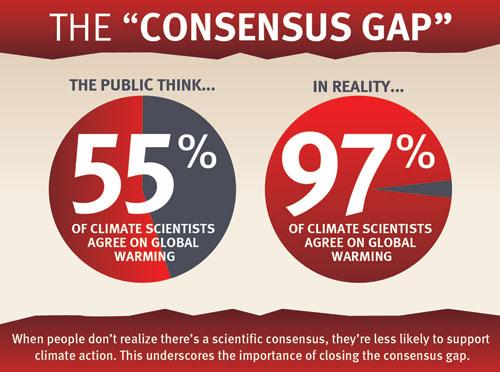 THE “CONSENSUS GAP”
THE PUBLIC THINK...
55%
OF CLIMATE SCIENTISTS
AGREE ON GLOBAL
WARMING
IN REALITY...
97%
OF CLIMATE SCIENTISTS
AGREE ON GLOBAL
WARMING
When people don’t realize there’s a scientific consensus, they’re less likely to support
climate action. This underscores the importance of closing the consensus gap.